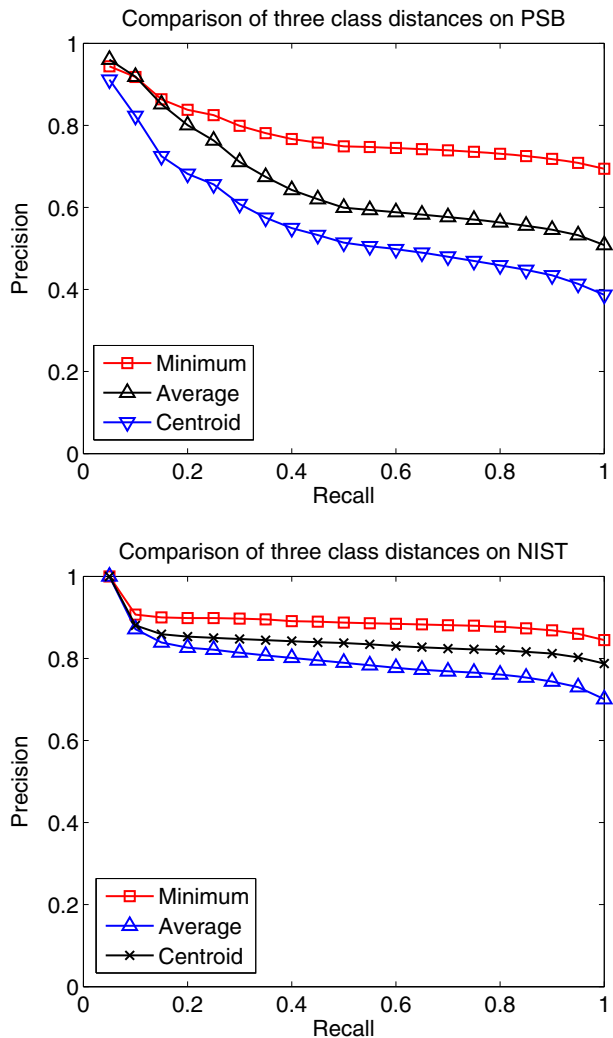 Comparison of three class distances on PSB
1
0.8
0.6
0.4
0.2
0
Precision
Minimum
Average
Centroid
0 0.2 0.4 0.6 0.8 1
Recall
Comparison of three class distances on NIST
1
0.8
0.6
0.4
0.2
0
Precision
Minimum
Average
Centroid
0 0.2 0.4 0.6 0.8 1
Recall